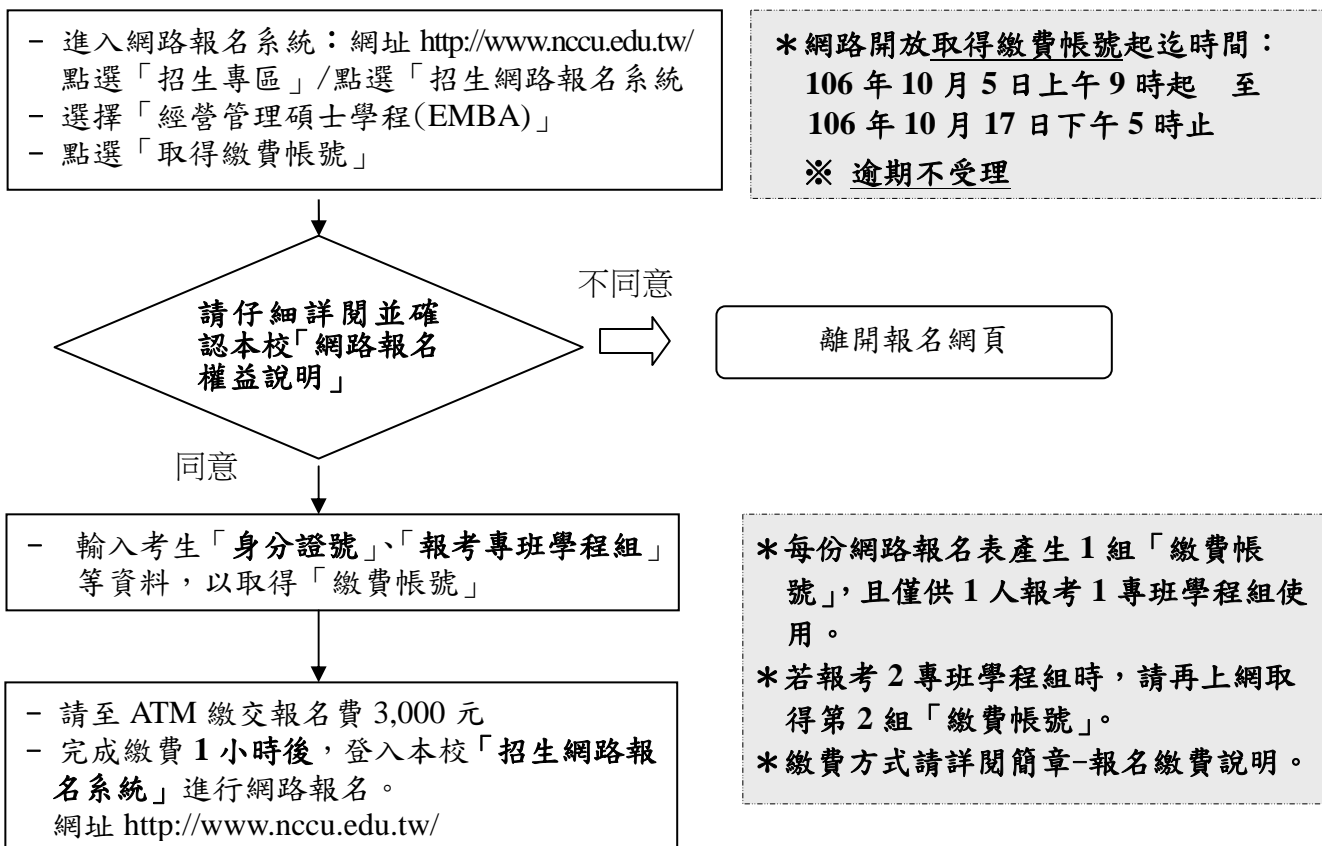 - 進入網路報名系統：網址 http://www.nccu.edu.tw/
點選「招生專區」/點選「招生網路報名系統
- 選擇「經營管理碩士學程(EMBA)」
- 點選「取得繳費帳號」
＊網路開放取得繳費帳號起迄時間：
106 年 10 月 5 日上午 9 時起 至
106 年 10 月 17 日下午 5 時止
※ 逾期不受理
請仔細詳閱並確
認本校「網路報名
權益說明」
不同意
離開報名網頁
同意
- 輸入考生「身分證號」、「報考專班學程組」
等資料，以取得「繳費帳號」
- 請至 ATM 繳交報名費 3,000 元
- 完成繳費 1 小時後，登入本校「招生網路報
名系統」進行網路報名。
網址 http://www.nccu.edu.tw/
＊每份網路報名表產生 1 組「繳費帳
號」，且僅供 1 人報考 1 專班學程組使
用。
＊若報考 2 專班學程組時，請再上網取
得第 2 組「繳費帳號」。
＊繳費方式請詳閱簡章-報名繳費說明。